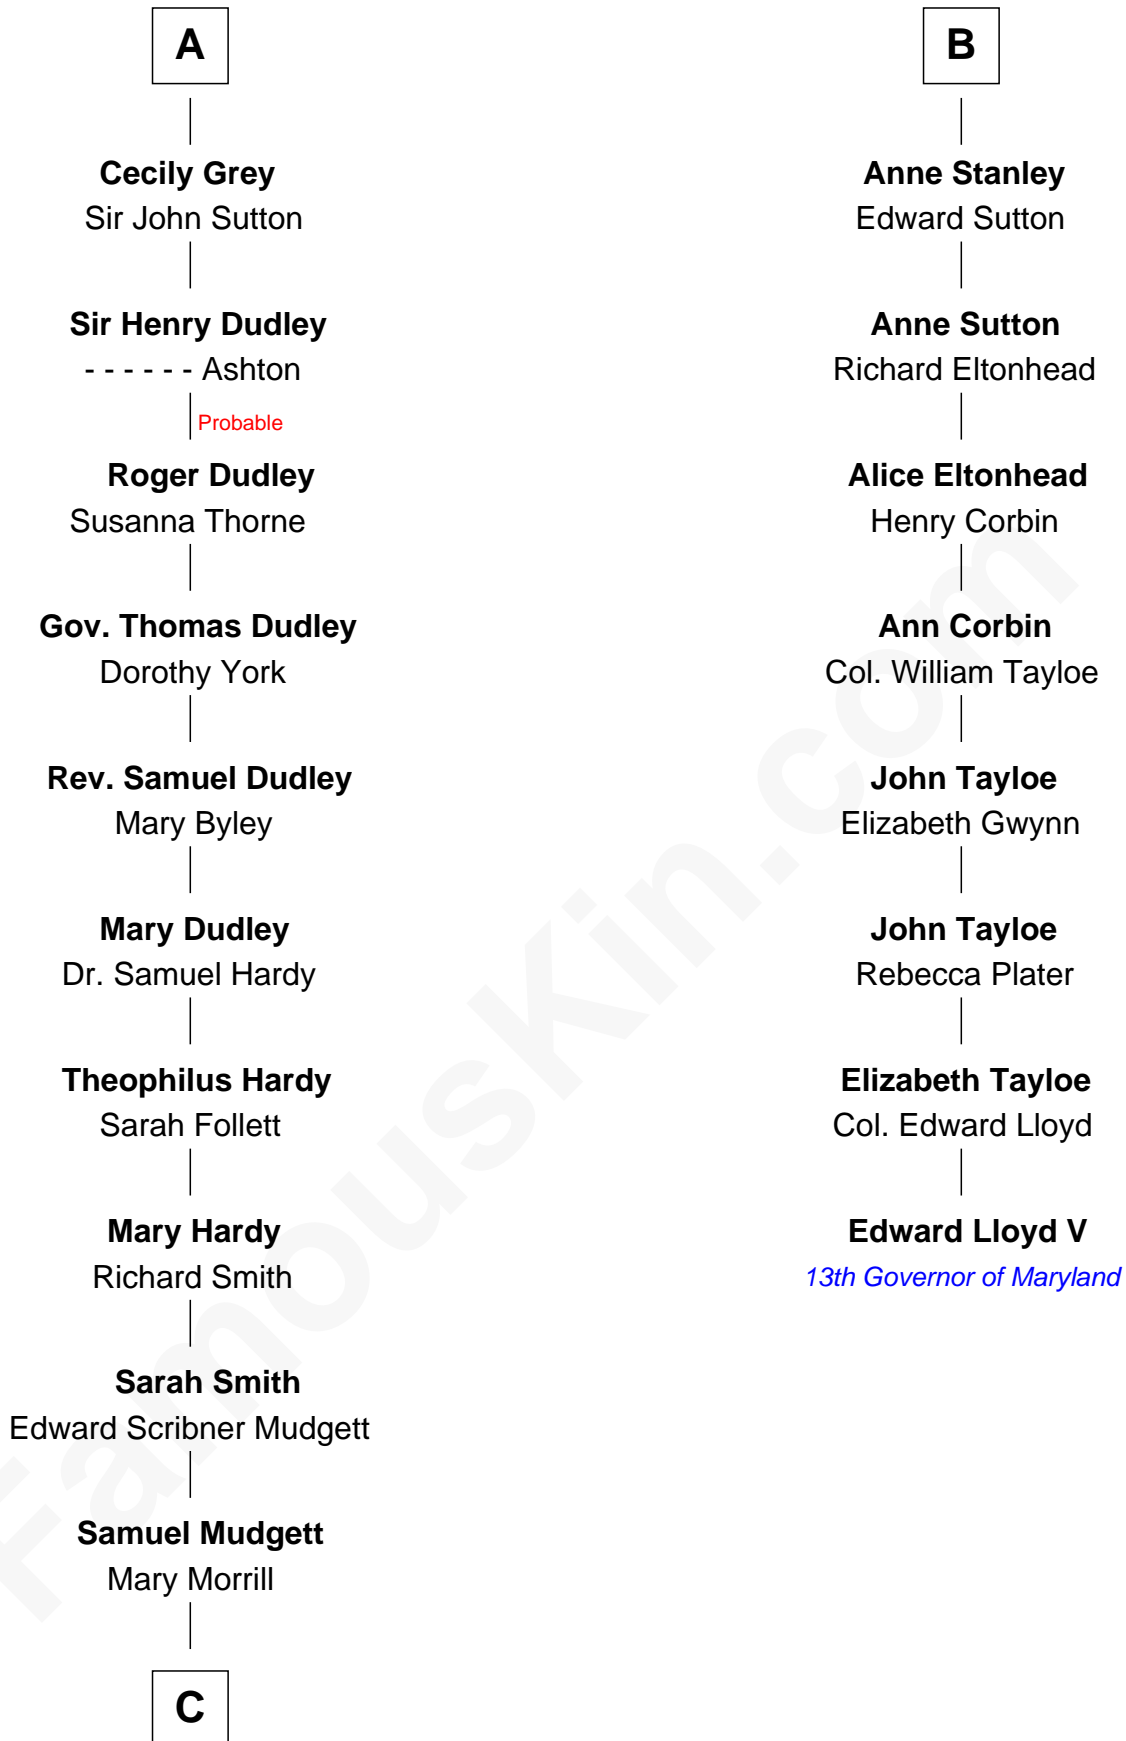 A
Cecily Grey
Sir John Sutton
Sir Henry Dudley
- - - - - - Ashton
Probable
Roger Dudley
Susanna Thorne
Gov. Thomas Dudley
Dorothy York
Rev. Samuel Dudley
Mary Byley
Mary Dudley
Dr. Samuel Hardy
Theophilus Hardy
Sarah Follett
Mary Hardy
Richard Smith
Sarah Smith
Edward Scribner Mudgett
Samuel Mudgett
Mary Morrill
C
B
Anne Stanley
Edward Sutton
Anne Sutton
Richard Eltonhead
Alice Eltonhead
Henry Corbin
Ann Corbin
Col. William Tayloe
John Tayloe
Elizabeth Gwynn
John Tayloe
Rebecca Plater
Elizabeth Tayloe
Col. Edward Lloyd
Edward Lloyd V
13th Governor of Maryland
FamousKin.com